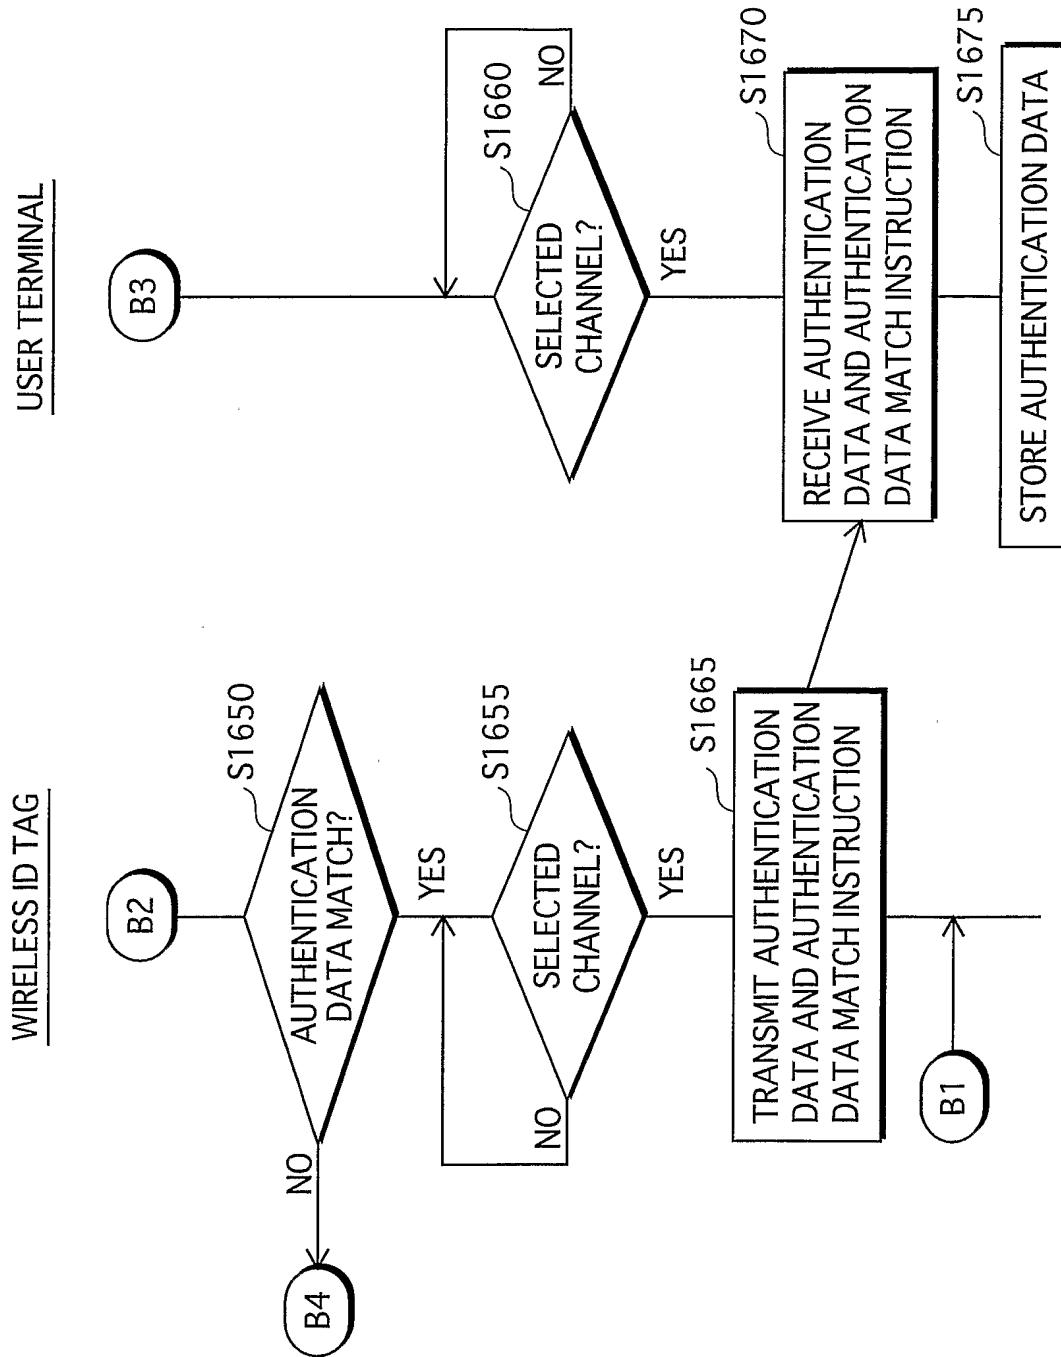 WIRELESS ID TAG
USER TERMINAL
B2
B3
AUTHENTICATION
DATA MATCH?
S1650
NO
B4
YES
SELECTED
CHANNEL?
S1655
NO
YES
SELECTED
CHANNEL?
S1660
NO
YES
TRANSMIT AUTHENTICATION
DATA AND AUTHENTICATION
DATA MATCH INSTRUCTION
S1665
RECEIVE AUTHENTICATION
DATA AND AUTHENTICATION
DATA MATCH INSTRUCTION
S1670
B1
STORE AUTHENTICATION DATA
S1675